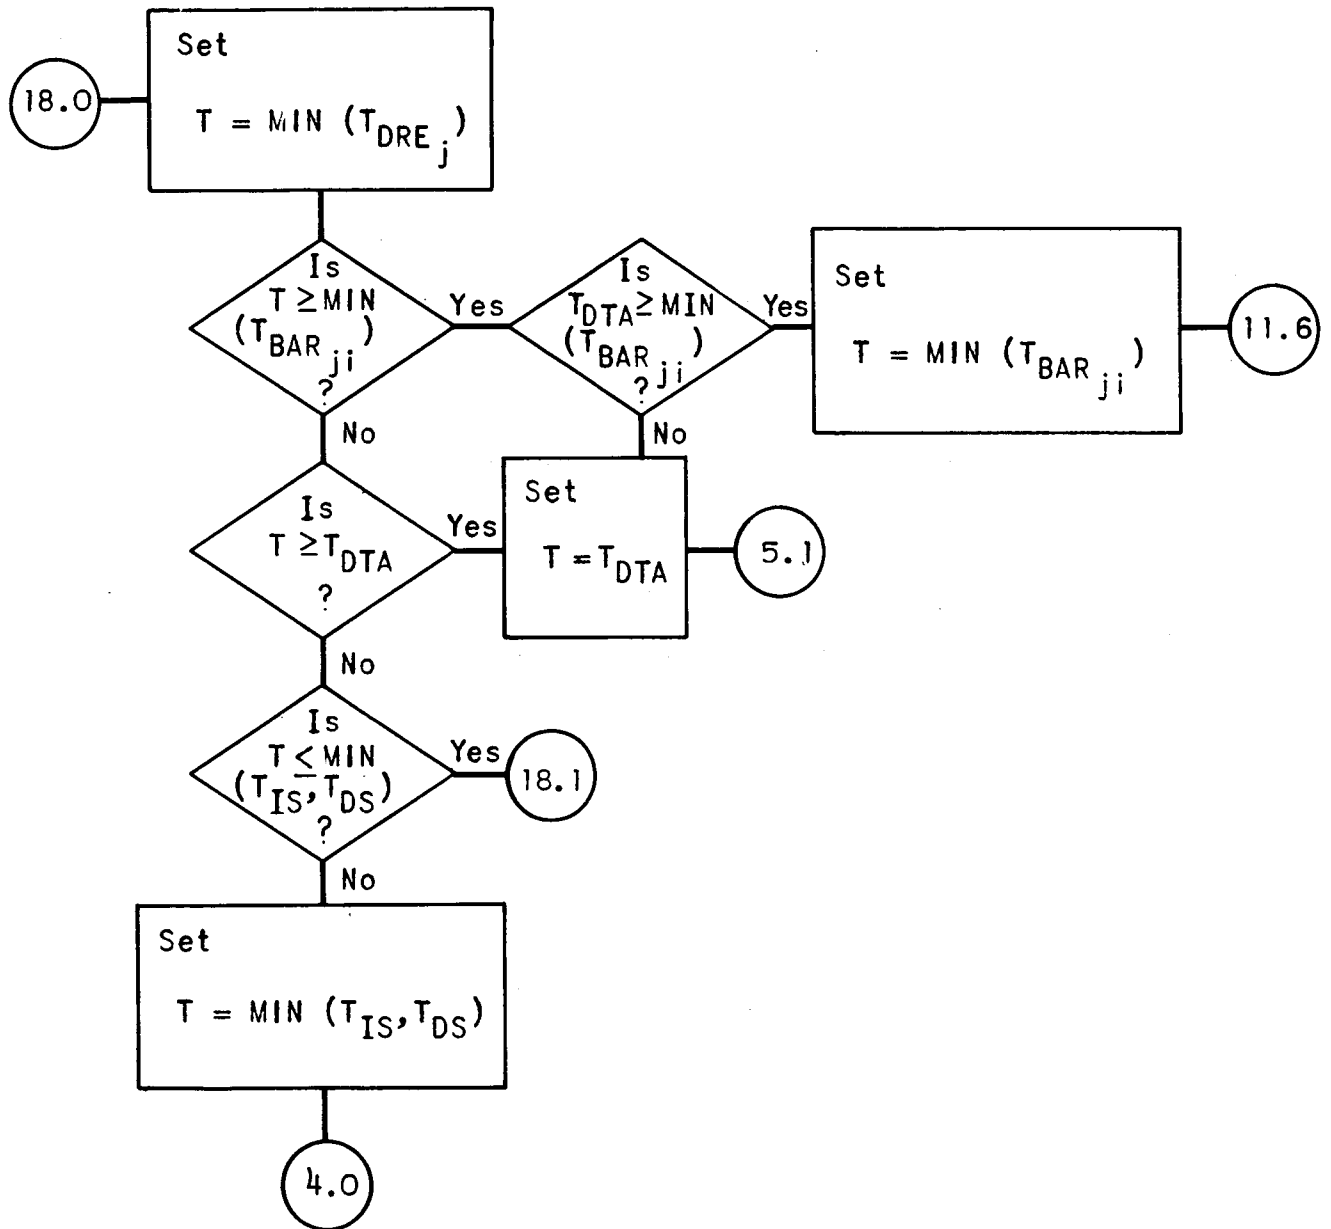 18.0
Set
T = MIN (T_DRE_j)
Is
T ≥ MIN
(T_BAR_ji)
?
Yes
No
Is
T_DTA ≥ MIN
(T_BAR_ji)
?
Yes
No
Set
T = MIN (T_BAR_ji)
11.6
Is
T ≥ T_DTA
?
Yes
No
Set
T = T_DTA
5.1
Is
T ≤ MIN
(T_IS, T_DS)
?
Yes
18.1
No
Set
T = MIN (T_IS, T_DS)
4.0